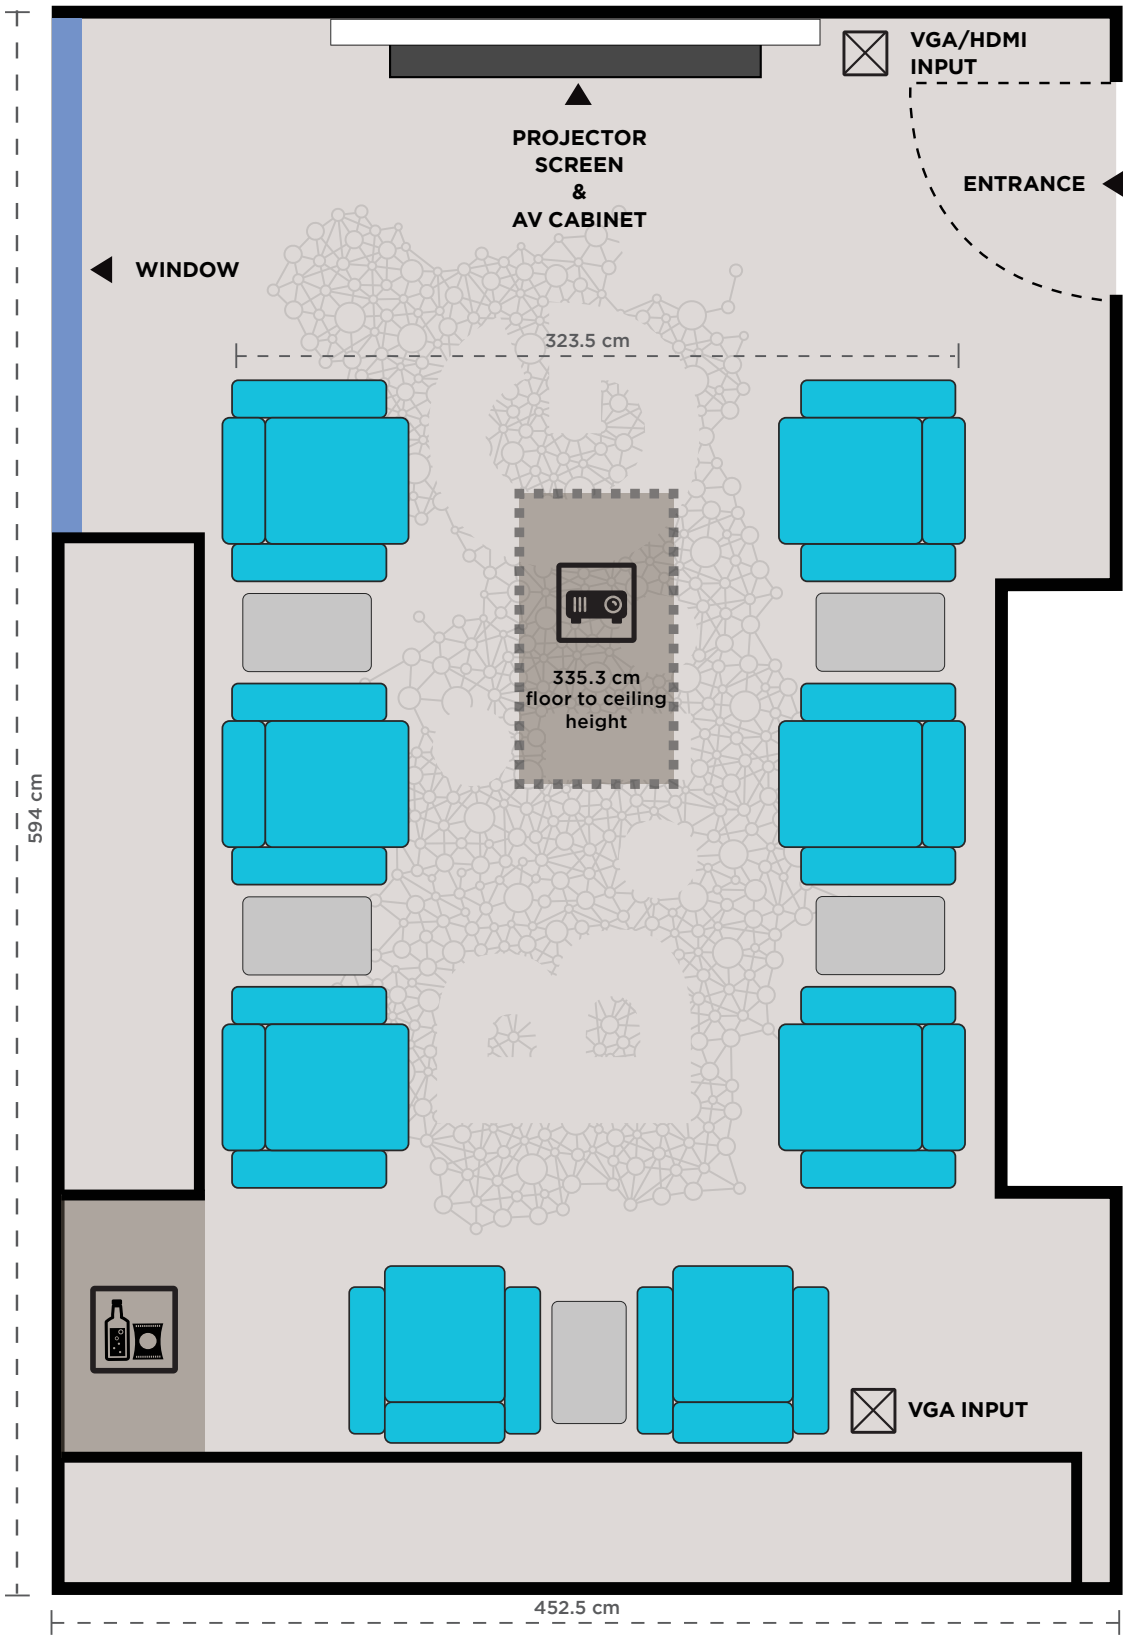 VGA/HDMI
INPUT
PROJECTOR
SCREEN
&
AV CABINET
ENTRANCE
WINDOW
323.5 cm
335.3 cm
floor to ceiling
height
594 cm
VGA INPUT
452.5 cm